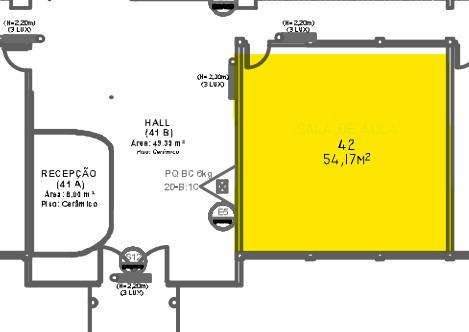 (H=2,20m)
(3 LUX)
(H=2,20m)
(3 LUX)
(H=2,20m)
(3 LUX)
SALA DE AULA
42
54,17M²
HALL
(41 B)
Área: 49,33 m²
Piso: Cerâmico
RECEPÇÃO
(41 A)
Área: 8,00 m²
Piso: Cerâmico
PQ BC 6kg
20-B:1C
E5
S12
(H=2,20m)
(3 LUX)